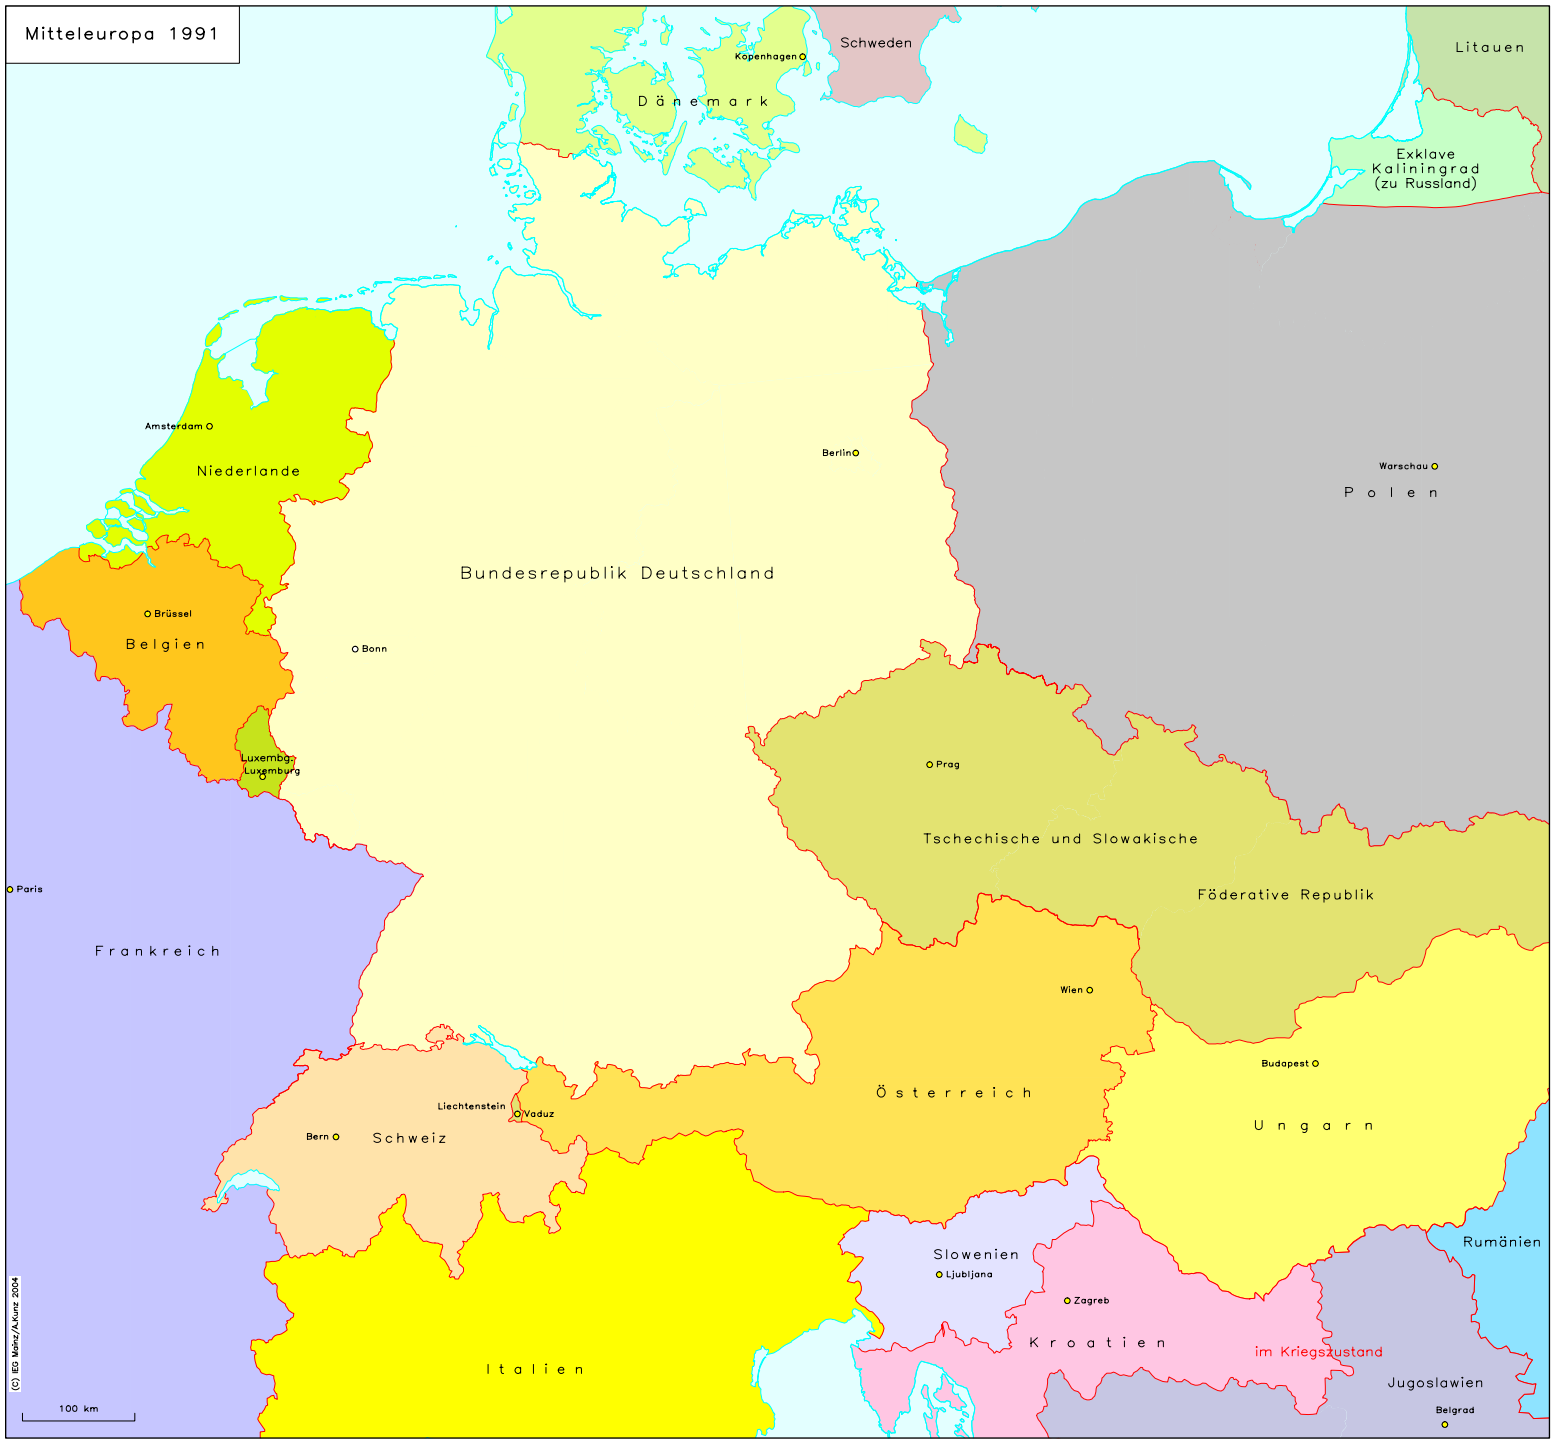 Mitteleuropa 1991
Schweden
Litauen
Kopenhagen
Dänemark
Exklave
Kaliningrad
(zu Russland)
Amsterdam
Niederlande
Berlin
Warschau
Polen
Bundesrepublik Deutschland
Brüssel
Belgien
Bonn
Luxembg.
Luxemburg
Prag
Tschechische und Slowakische
Föderative Republik
Paris
Frankreich
Wien
Österreich
Budapest
Ungarn
Liechtenstein
Vaduz
Bern
Schweiz
Slowenien
Ljubljana
Rumänien
Zagreb
Kroatien
im Kriegszustand
Italien
Jugoslawien
Belgrad
100 km
(C) IEG Mainz/A.Kunz 2004